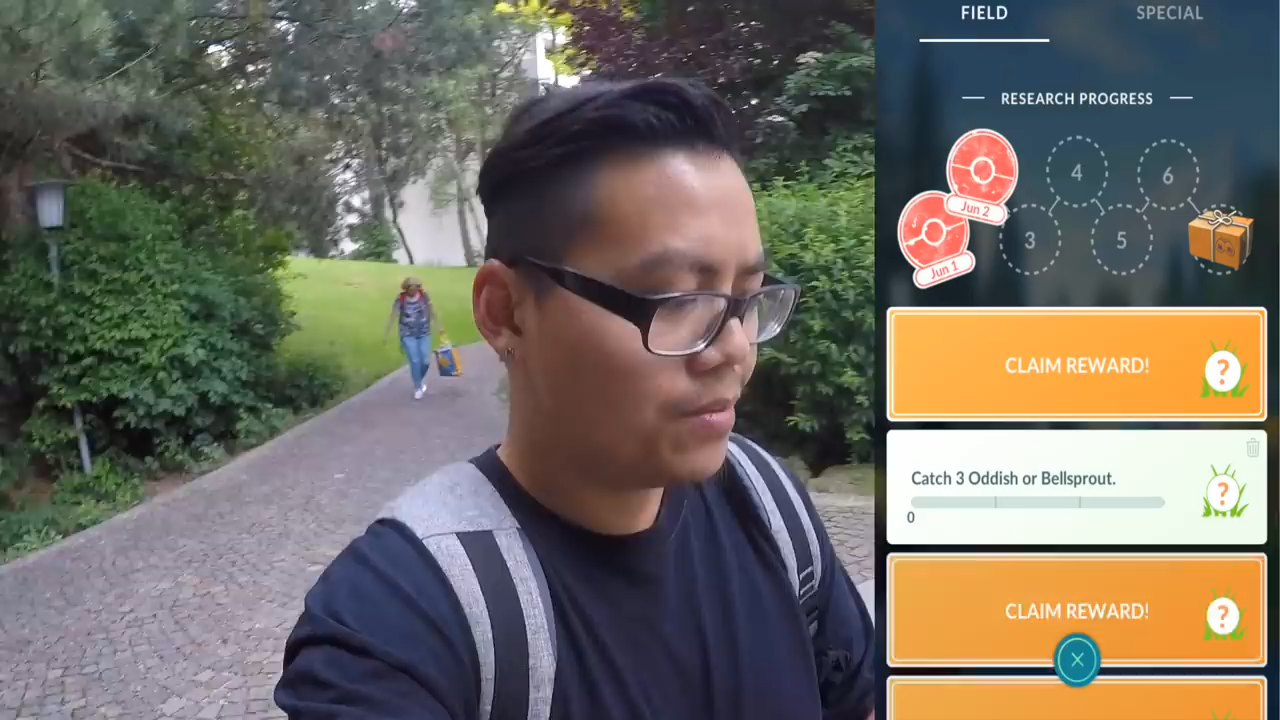 FIELD
SPECIAL
RESEARCH PROGRESS
4
6
Jun 2
3
5
Jun 1
CLAIM REWARD!
?
Catch 3 Oddish or Bellsprout.
?
0
CLAIM REWARD!
?